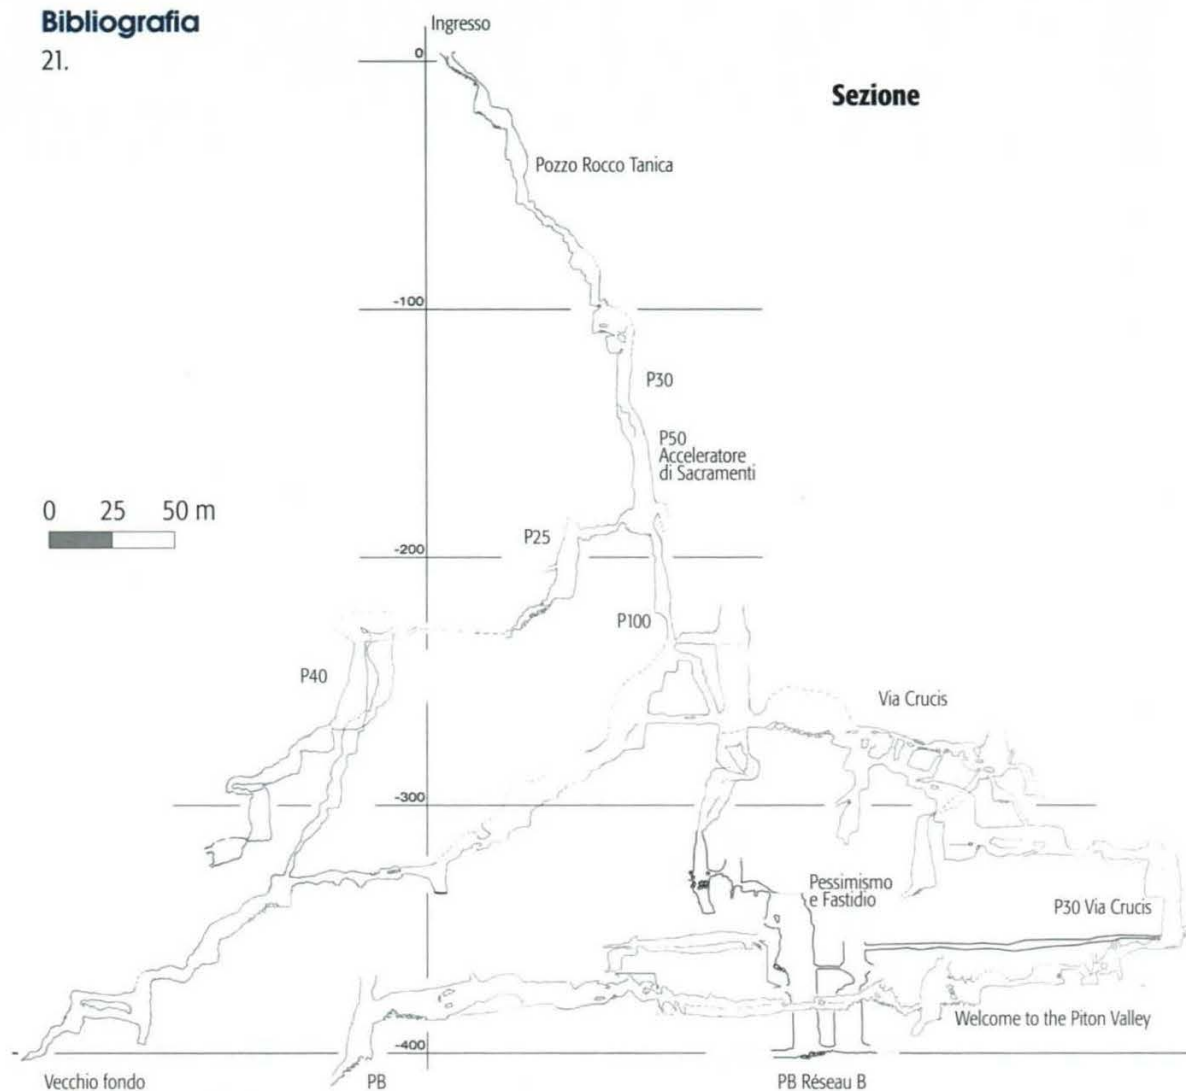 Bibliografia
21.
Ingresso
0
Sezione
Pozzo Rocco Tanica
-100
P30
P50
Acceleratore
di Sacramenti
0 25 50 m
P25
-200
P100
P40
Via Crucis
-300
Pessimismo
e Fastidio
P30 Via Crucis
Welcome to the Piton Valley
-400
Vecchio fondo
PB
PB Réseau B